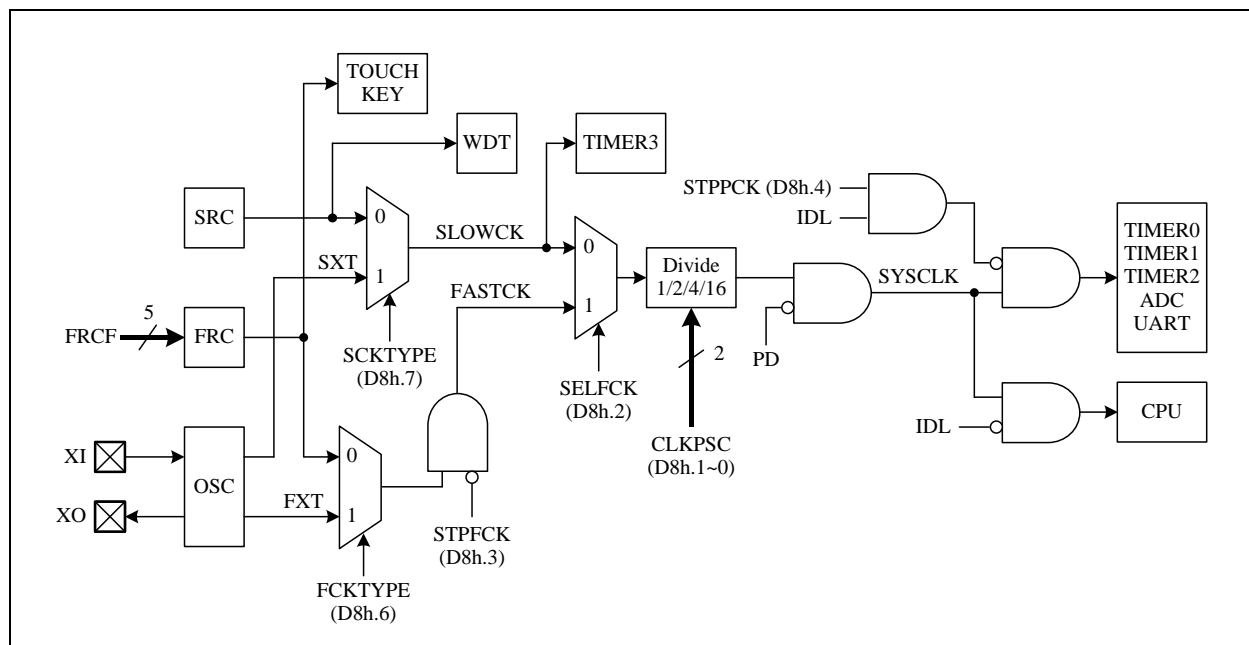 TOUCH
KEY
WDT
TIMER3
STPPCK (D8h.4)
IDL
SRC
0
1
SLOWCK
SXT
0
1
FASTCK
Divide
1/2/4/16
SYSCLK
TIMER0
TIMER1
TIMER2
ADC
UART
FRCF
5
FRC
SCKTYPE
(D8h.7)
SELFCK
(D8h.2)
2
PD
CLKPSC
(D8h.1~0)
IDL
CPU
XI
XO
OSC
FXT
0
1
STPFCK
(D8h.3)
FCKTYPE
(D8h.6)